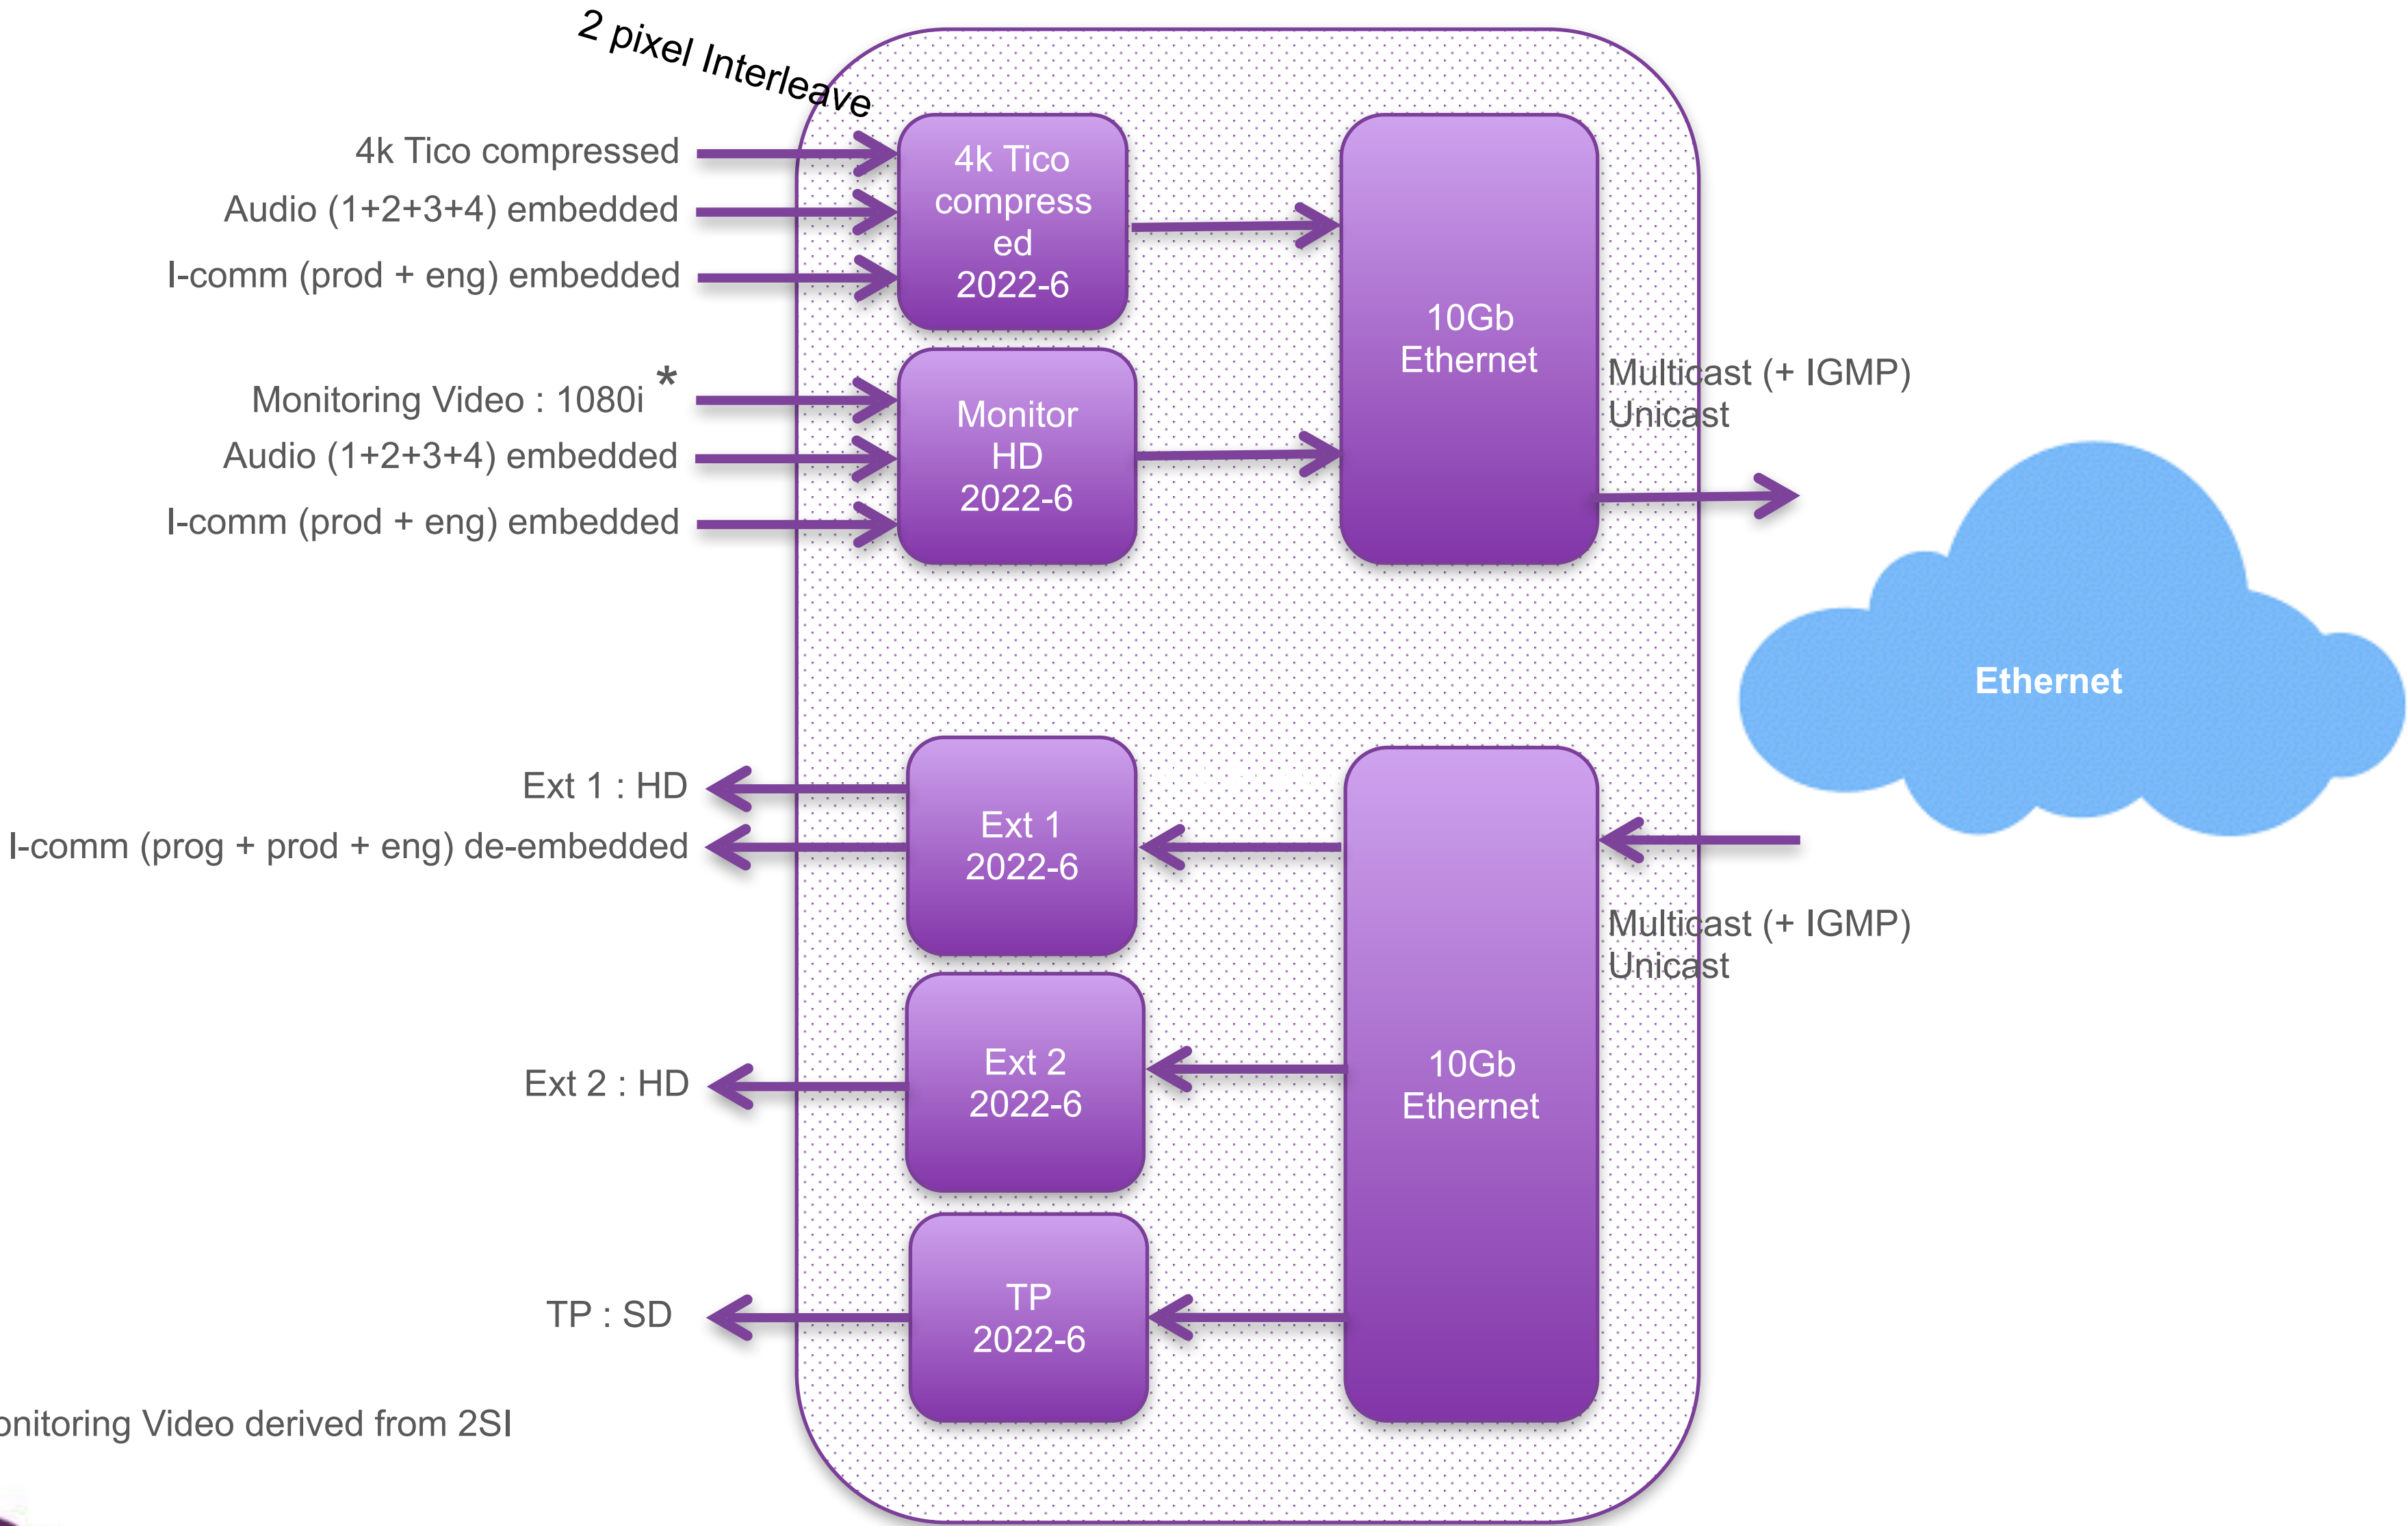 2 pixel Interleave
4k Tico compressed
Audio (1+2+3+4) embedded
I-comm (prod + eng) embedded
4k Tico
compress
ed
2022-6
Monitoring Video : 1080i *
Audio (1+2+3+4) embedded
I-comm (prod + eng) embedded
Monitor
HD
2022-6
10Gb
Ethernet
Multicast (+ IGMP)
Unicast
Ethernet
Ext 1 : HD
I-comm (prog + prod + eng) de-embedded
Ext 1
2022-6
Ext 2 : HD
Ext 2
2022-6
TP : SD
TP
2022-6
10Gb
Ethernet
Multicast (+ IGMP)
Unicast
Video derived from 2SI